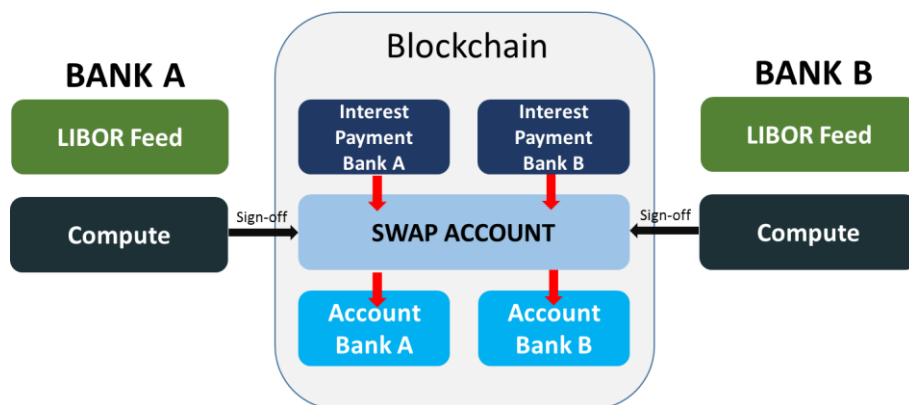 Blockchain
BANK A
BANK B
LIBOR Feed
Interest
Payment
Bank A
Interest
Payment
Bank B
LIBOR Feed
Compute
Sign-off
SWAP ACCOUNT
Sign-off
Compute
Account
Bank A
Account
Bank B